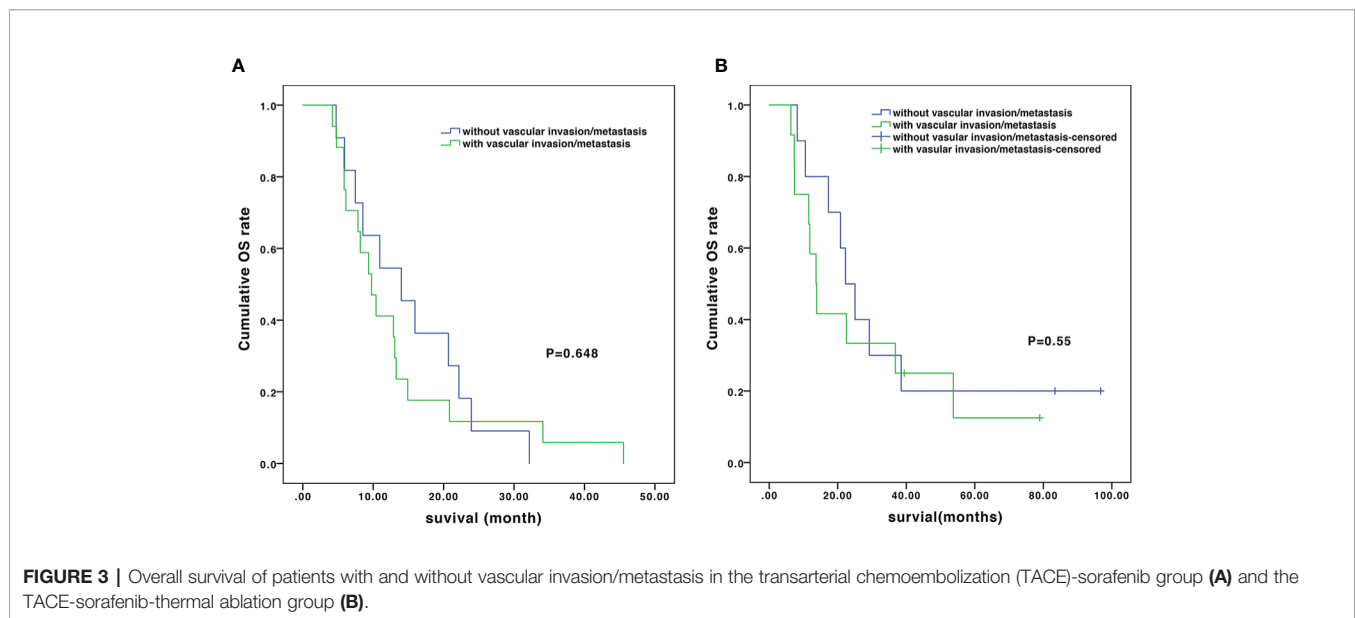 A
B
1.0
0.8
0.6
0.4
0.2
0.0
Cumulative OS rate
without vascular invasion/metastasis
with vascular invasion/metastasis
P=0.648
.00 10.00 20.00 30.00 40.00 50.00
suvival (month)
1.0
0.8
0.6
0.4
0.2
0.0
Cumulative OS rate
without vascular invasion/metastasis
with vascular invasion/metastasis
without vasular invasion/metastasis-censored
with vasular invasion/metastasis-censored
P=0.55
.00 20.00 40.00 60.00 80.00 100.00
survial(months)
FIGURE 3 | Overall survival of patients with and without vascular invasion/metastasis in the transarterial chemoembolization (TACE)-sorafenib group (A) and the
TACE-sorafenib-thermal ablation group (B).